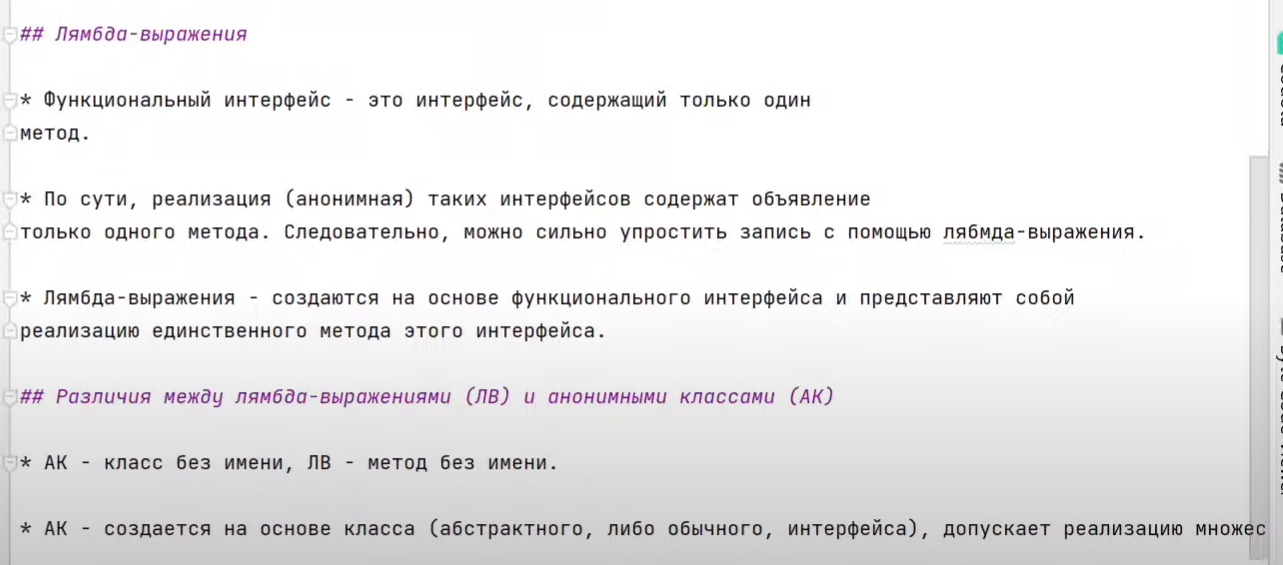 ## Лямбда-выражения
* Функциональный интерфейс - это интерфейс, содержащий только один
метод.
* По сути, реализация (анонимная) таких интерфейсов содержат объявление
только одного метода. Следовательно, можно сильно упростить запись с помощью лябмда-выражения.
* Лямбда-выражения - создаются на основе функционального интерфейса и представляют собой
реализацию единственного метода этого интерфейса.
## Различия между лямбда-выражениями (ЛВ) и анонимными классами (АК)
* АК - класс без имени, ЛВ - метод без имени.
* АК - создается на основе класса (абстрактного, либо обычного, интерфейса), допускает реализацию множес